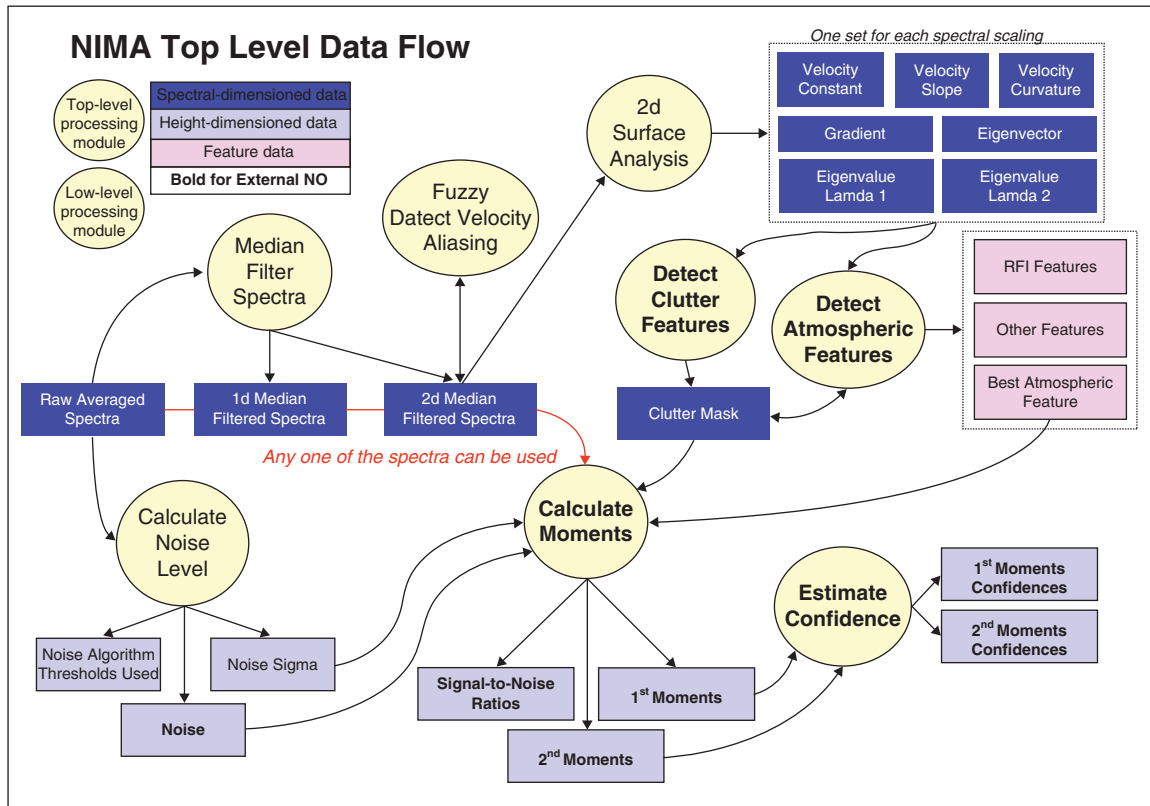 NIMA Top Level Data Flow
Top-level
processing
module
Low-level
processing
module
Spectral-dimensioned data
Height-dimensioned data
Feature data
Bold for External NO
One set for each spectral scaling
Velocity
Constant
Velocity
Slope
Velocity
Curvature
Gradient
Eigenvector
Eigenvalue
Lamda 1
Eigenvalue
Lamda 2
2d
Surface
Analysis
Fuzzy
Datect Velocity
Aliasing
Median
Filter
Spectra
Detect
Clutter
Features
Detect
Atmospheric
Features
RFI Features
Other Features
Best Atmospheric
Feature
Raw Averaged
Spectra
1d Median
Filtered Spectra
2d Median
Filtered Spectra
Clutter Mask
Any one of the spectra can be used
Calculate
Noise
Level
Calculate
Moments
Estimate
Confidence
1st Moments
Confidences
2nd Moments
Confidences
Noise Algorithm
Thresholds Used
Noise Sigma
Noise
Signal-to-Noise
Ratios
1st Moments
2nd Moments